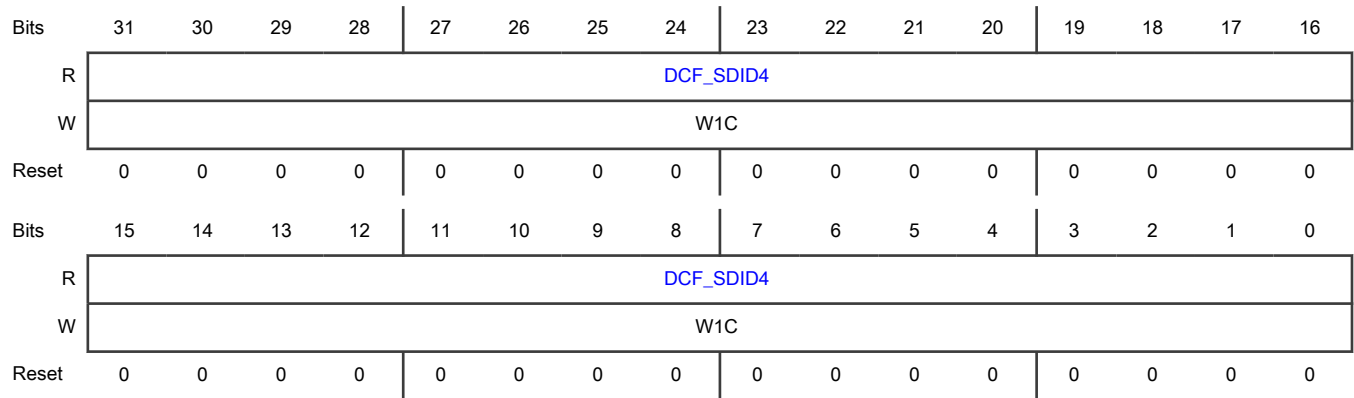 Bits 31 30 29 28 27 26 25 24 23 22 21 20 19 18 17 16
R DCF_SDID4
W W1C
Reset 0 0 0 0 0 0 0 0 0 0 0 0 0 0 0 0
Bits 15 14 13 12 11 10 9 8 7 6 5 4 3 2 1 0
R DCF_SDID4
W W1C
Reset 0 0 0 0 0 0 0 0 0 0 0 0 0 0 0 0